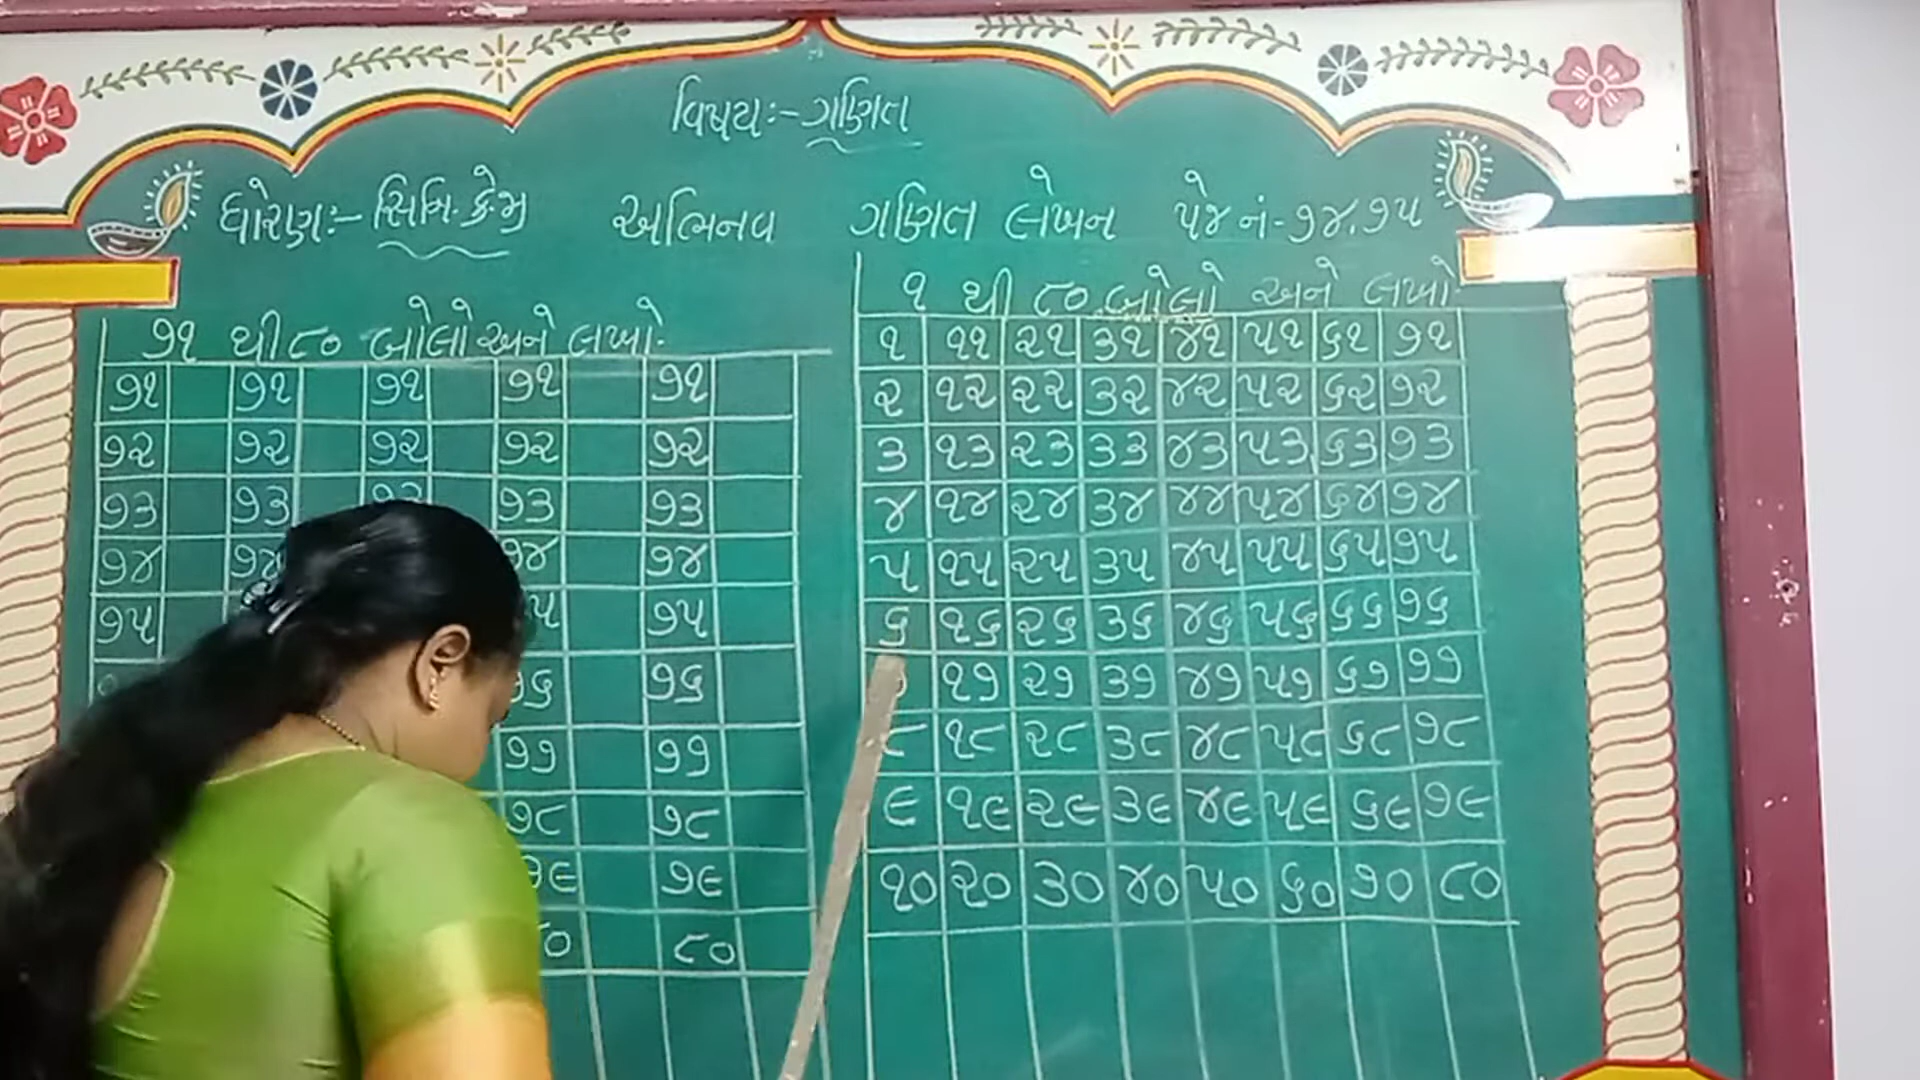 વિષય:- ગણિત
ધોરણ:- સિનિ. કે.જી અભિનવ ગણિત લેખન પેજ નં - ૭૪, ૭૫
૭૧ થી ૮૦ બોલો અને લખો.
૭૧ ૭૧ ૭૧ ૭૧ ૭૧
૭૨ ૭૨ ૭૨ ૭૨ ૭૨
૭૩ ૭૩ ૭૩ ૭૩ ૭૩
૭૪ ૭૪ ૭૪ ૭૪
૭૫ ૭૫ ૭૫
૭૬ ૭૬
૭૭ ૭૭
૭૮ ૭૮
૭૯ ૭૯
૮૦ ૮૦
૧ થી ૮૦ બોલો અને લખો.
૧ ૧૧ ૨૧ ૩૧ ૪૧ ૫૧ ૬૧ ૭૧
૨ ૧૨ ૨૨ ૩૨ ૪૨ ૫૨ ૬૨ ૭૨
૩ ૧૩ ૨૩ ૩૩ ૪૩ ૫૩ ૬૩ ૭૩
૪ ૧૪ ૨૪ ૩૪ ૪૪ ૫૪ ૬૪ ૭૪
૫ ૧૫ ૨૫ ૩૫ ૪૫ ૫૫ ૬૫ ૭૫
૬ ૧૬ ૨૬ ૩૬ ૪૬ ૫૬ ૬૬ ૭૬
૭ ૧૭ ૨૭ ૩૭ ૪૭ ૫૭ ૬૭ ૭૭
૮ ૧૮ ૨૮ ૩૮ ૪૮ ૫૮ ૬૮ ૭૮
૯ ૧૯ ૨૯ ૩૯ ૪૯ ૫૯ ૬૯ ૭૯
૧૦ ૨૦ ૩૦ ૪૦ ૫૦ ૬૦ ૭૦ ૮૦